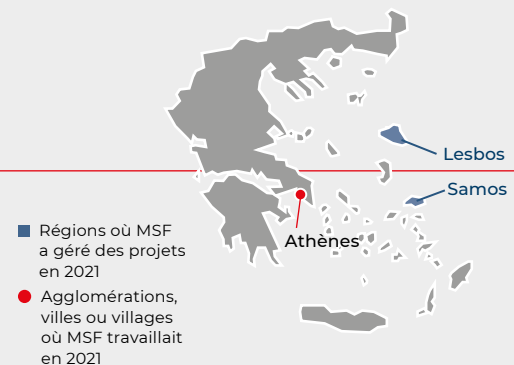 Lesbos
Samos
Athènes
Régions où MSF
a géré des projets
en 2021
Agglomérations,
villes ou villages
où MSF travaillait
en 2021